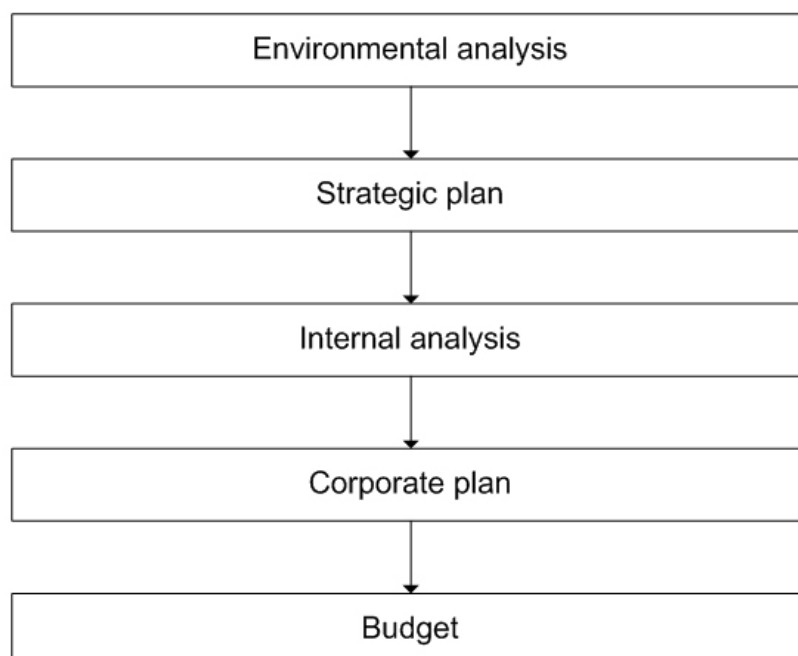 Environmental analysis
Strategic plan
Internal analysis
Corporate plan
Budget